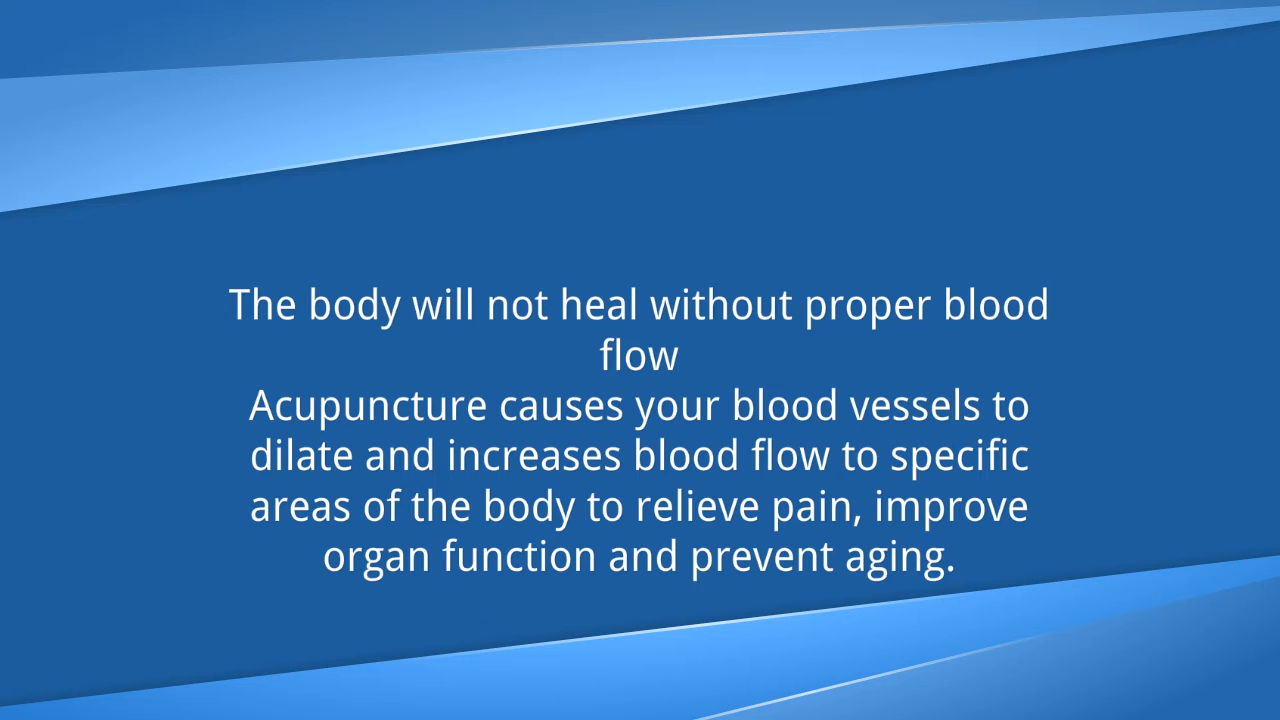 The body will not heal without proper blood
flow
Acupuncture causes your blood vessels to
dilate and increases blood flow to specific
areas of the body to relieve pain, improve
organ function and prevent aging.